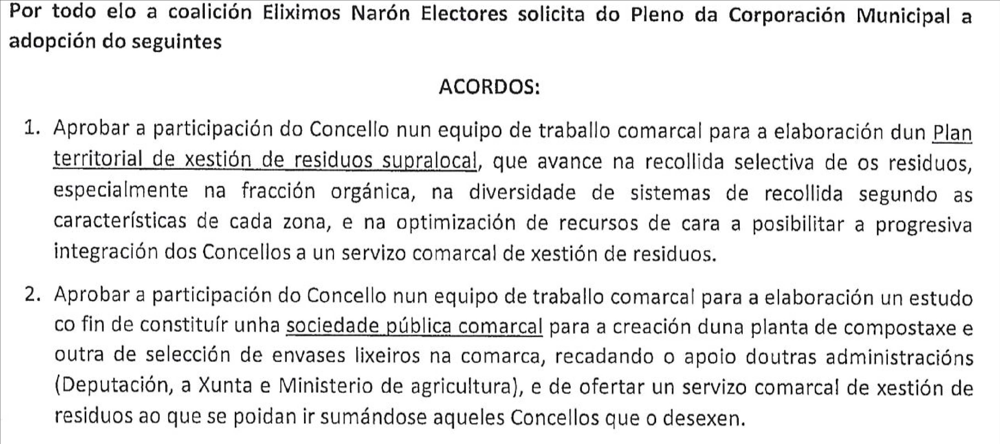 Por todo elo a coalición Eliximos Narón Electores solicita do Pleno da Corporación Municipal a
adopción do seguintes
ACORDOS:
1. Aprobar a participación do Concello nun equipo de traballo comarcal para a elaboración dun Plan
territorial de xestión de residuos supralocal, que avance na recollida selectiva de os residuos,
especialmente na fracción orgánica, na diversidade de sistemas de recollida segundo as
características de cada zona, e na optimización de recursos de cara a posibilitar a progresiva
integración dos Concellos a un servizo comarcal de xestión de residuos.
2. Aprobar a participación do Concello nun equipo de traballo comarcal para a elaboración un estudo
co fin de constituír unha sociedade pública comarcal para a creación duna planta de compostaxe e
outra de selección de envases lixeiros na comarca, recadando o apoio doutras administracións
(Deputación, a Xunta e Ministerio de agricultura), e de ofertar un servizo comarcal de xestión de
residuos ao que se poidan ir sumándose aqueles Concellos que o desexen.